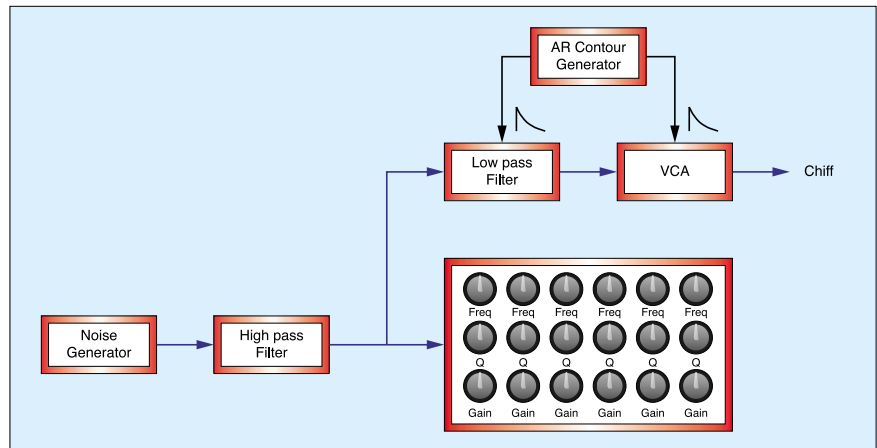 AR Contour
Generator
Low pass
Filter
VCA
Chiff
Noise
Generator
High pass
Filter
Freq Freq Freq Freq Freq Freq
Q Q Q Q Q Q
Gain Gain Gain Gain Gain Gain